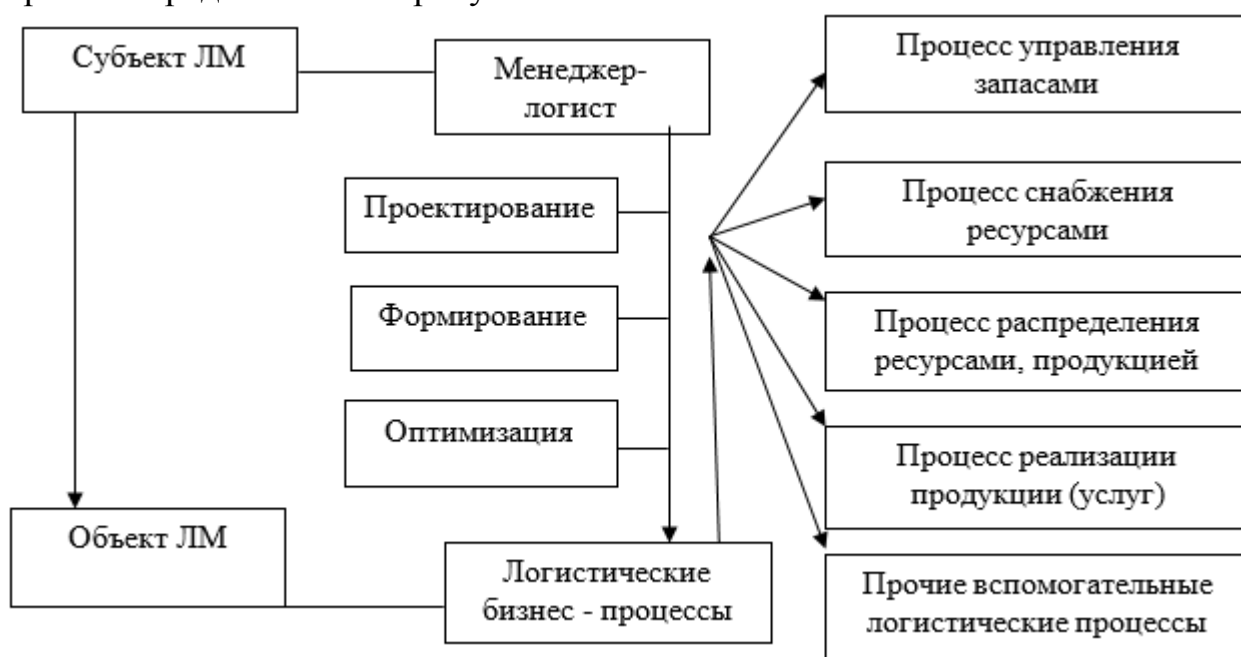 Субъект ЛМ
Менеджер-
логист
Проектирование
Формирование
Оптимизация
Объект ЛМ
Логистические
бизнес - процессы
Процесс управления
запасами
Процесс снабжения
ресурсами
Процесс распределения
ресурсами, продукцией
Процесс реализации
продукции (услуг)
Прочие вспомогательные
логистические процессы